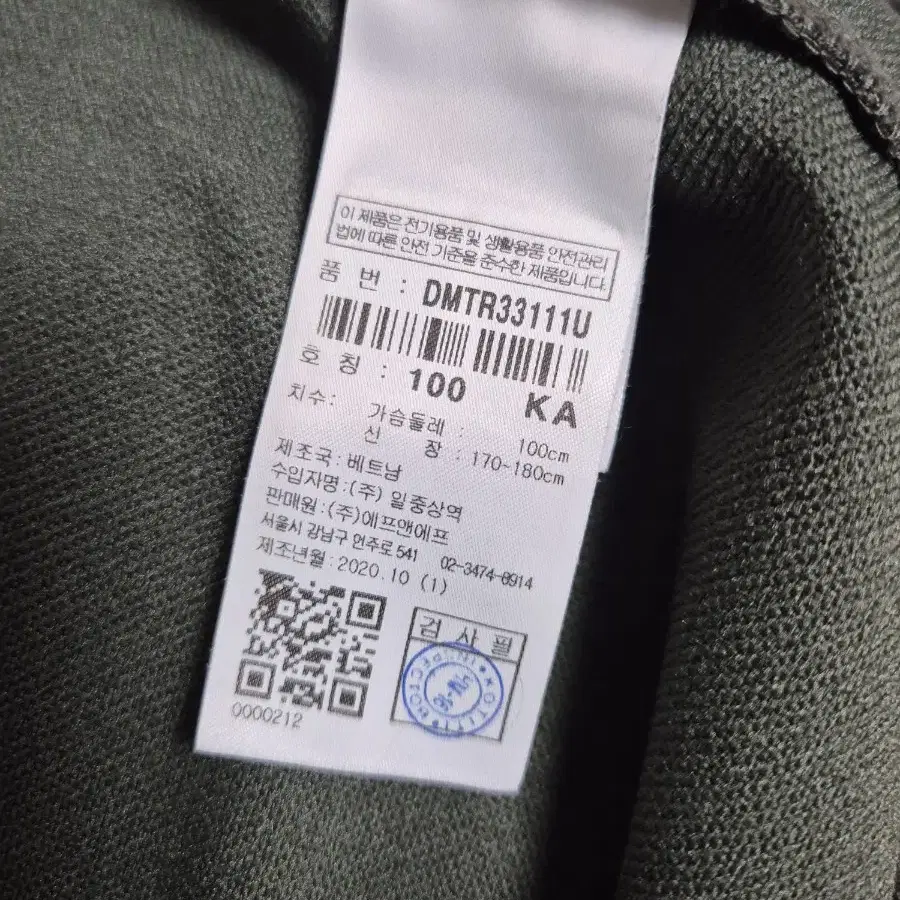 이 제품은 전기용품 및 생활용품 안전관리
법에 따른 안전 기준을 준수한 제품입니다.
품 번 : DMTR33111U
호 칭 : 100 KA
치수: 가슴둘레 : 100cm
신 장 : 170-180cm
제조국 : 베트남
수입자명 : (주) 일중상역
판매원 : (주)에프앤에프
서울시 강남구 언주로 541 02-3474-8914
제조년월 : 2020.10 (1)
검 사 필
KOTITI
INSPECTOR
0000212